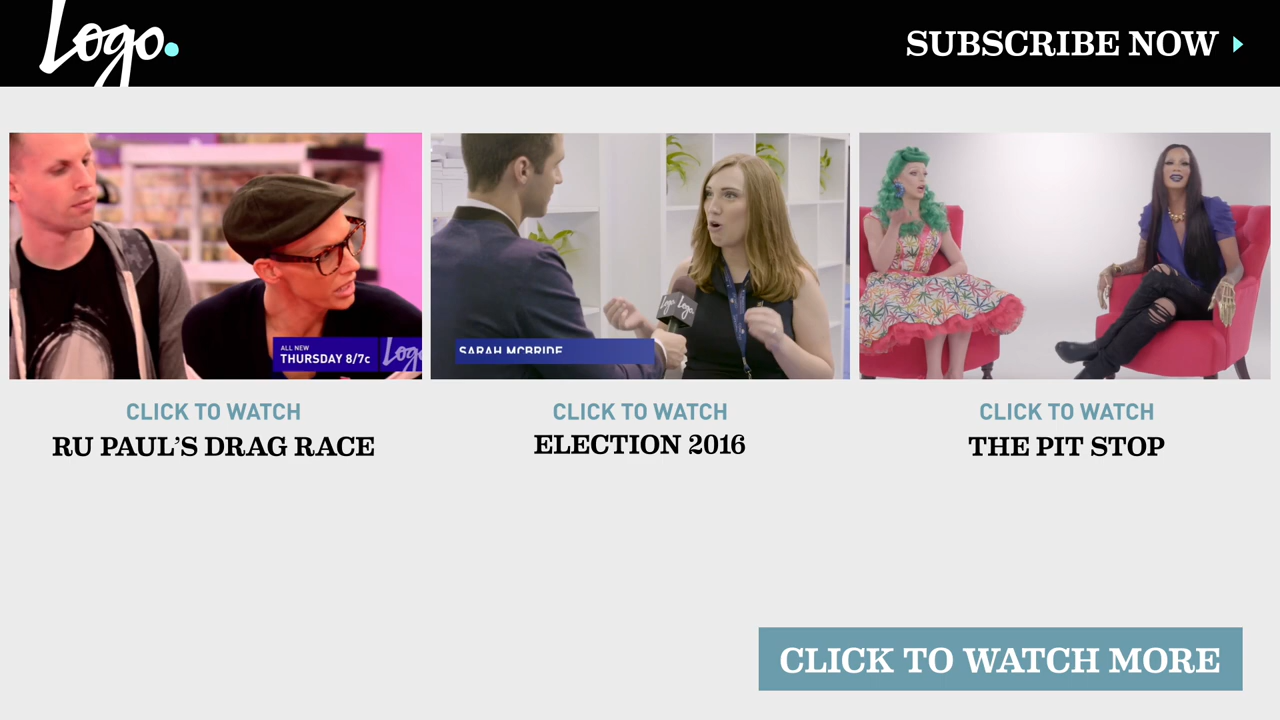 Logo.
SUBSCRIBE NOW
ALL NEW
THURSDAY 8/7c
Logo
Logo Logo.
SARAH MCBRIDE
CLICK TO WATCH
RU PAUL'S DRAG RACE
CLICK TO WATCH
ELECTION 2016
CLICK TO WATCH
THE PIT STOP
CLICK TO WATCH MORE